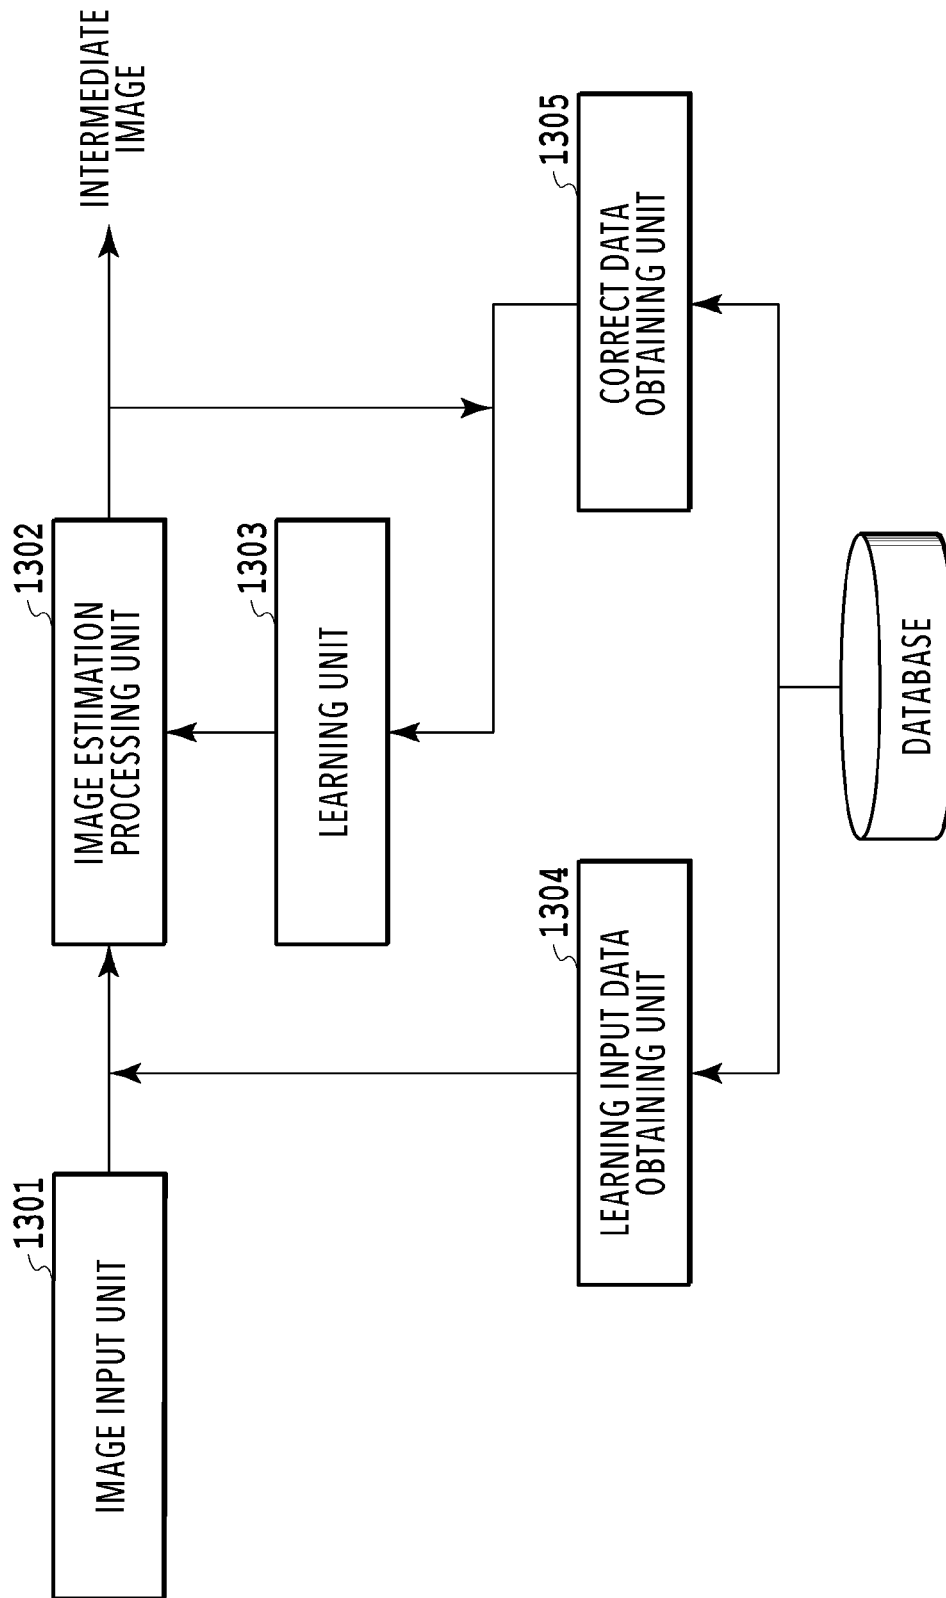 1301
IMAGE INPUT UNIT
1302
IMAGE ESTIMATION
PROCESSING UNIT
INTERMEDIATE
IMAGE
1303
LEARNING UNIT
1304
LEARNING INPUT DATA
OBTAINING UNIT
1305
CORRECT DATA
OBTAINING UNIT
DATABASE